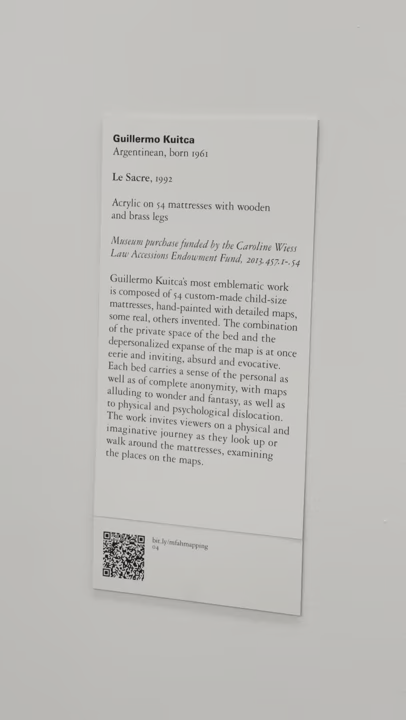 Guillermo Kuitca
Argentinean, born 1961
Le Sacre, 1992
Acrylic on 54 mattresses with wooden
and brass legs
Museum purchase funded by the Caroline Wiess
Law Accessions Endowment Fund, 2013.457.1-.54
Guillermo Kuitca's most emblematic work
is composed of 54 custom-made child-size
mattresses, hand-painted with detailed maps,
some real, others invented. The combination
of the private space of the bed and the
depersonalized expanse of the map is at once
eerie and inviting, absurd and evocative.
Each bed carries a sense of the personal as
well as of complete anonymity, with maps
alluding to wonder and fantasy, as well as
to physical and psychological dislocation.
The work invites viewers on a physical and
imaginative journey as they look up or
walk around the mattresses, examining
the places on the maps.
bit.ly/mfahmapping
04